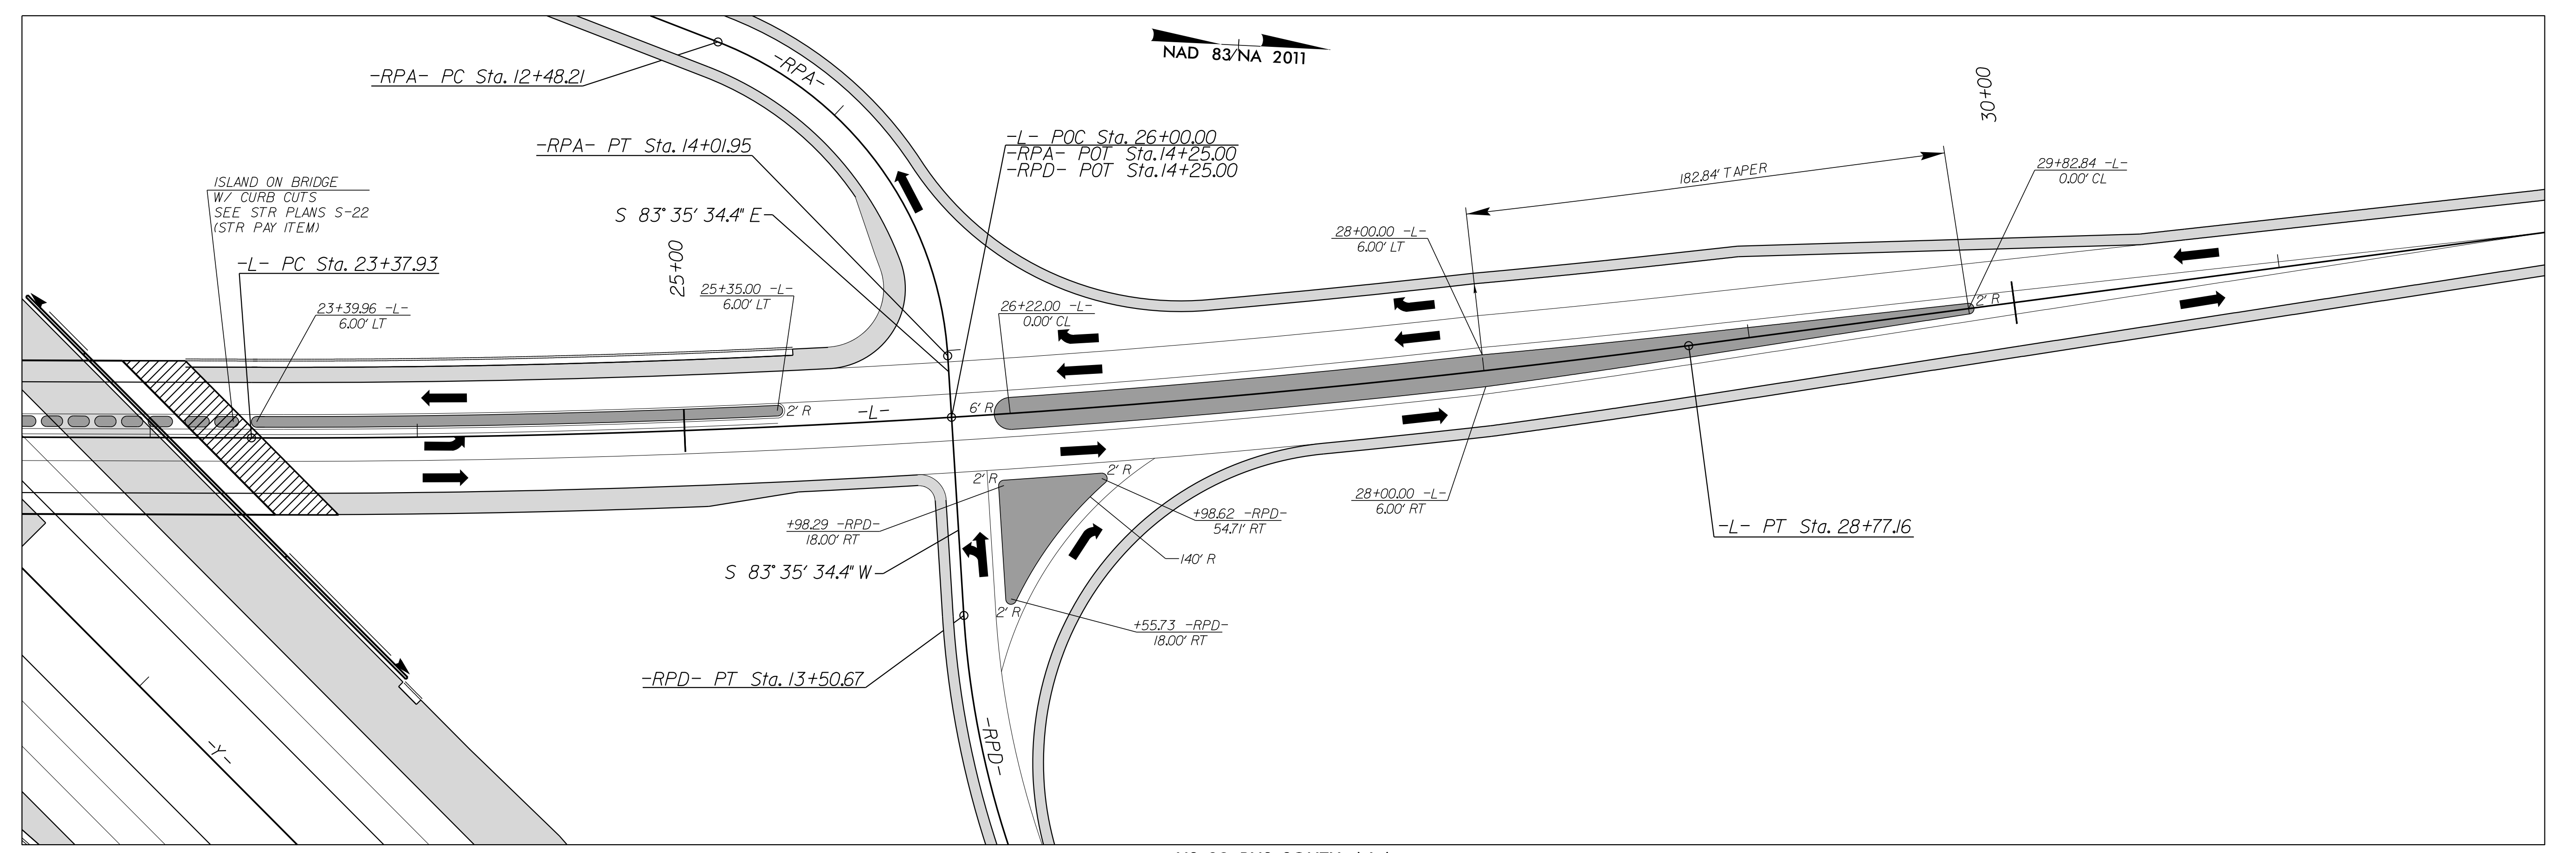 NAD 83/NA 2011
-RPA- PC Sta. 12+48.21
-RPA-
30+00
-RPA- PT Sta. 14+01.95
-L- POC Sta. 26+00.00
-RPA- POT Sta.14+25.00
-RPD- POT Sta.14+25.00
182.84' TAPER
29+82.84 -L-
0.00' CL
ISLAND ON BRIDGE
W/ CURB CUTS
SEE STR PLANS S-22
(STR PAY ITEM)
S 83° 35' 34.4" E
25+00
28+00.00 -L-
6.00' LT
-L- PC Sta. 23+37.93
25+35.00 -L-
6.00' LT
23+39.96 -L-
6.00' LT
26+22.00 -L-
0.00' CL
2' R
2' R
-L-
6' R
2' R
2' R
28+00.00 -L-
6.00' RT
+98.29 -RPD-
18.00' RT
+98.62 -RPD-
54.71' RT
-L- PT Sta. 28+77.16
140' R
S 83° 35' 34.4" W
2' R
+55.73 -RPD-
18.00' RT
-RPD- PT Sta. 13+50.67
-RPD-
-Y-